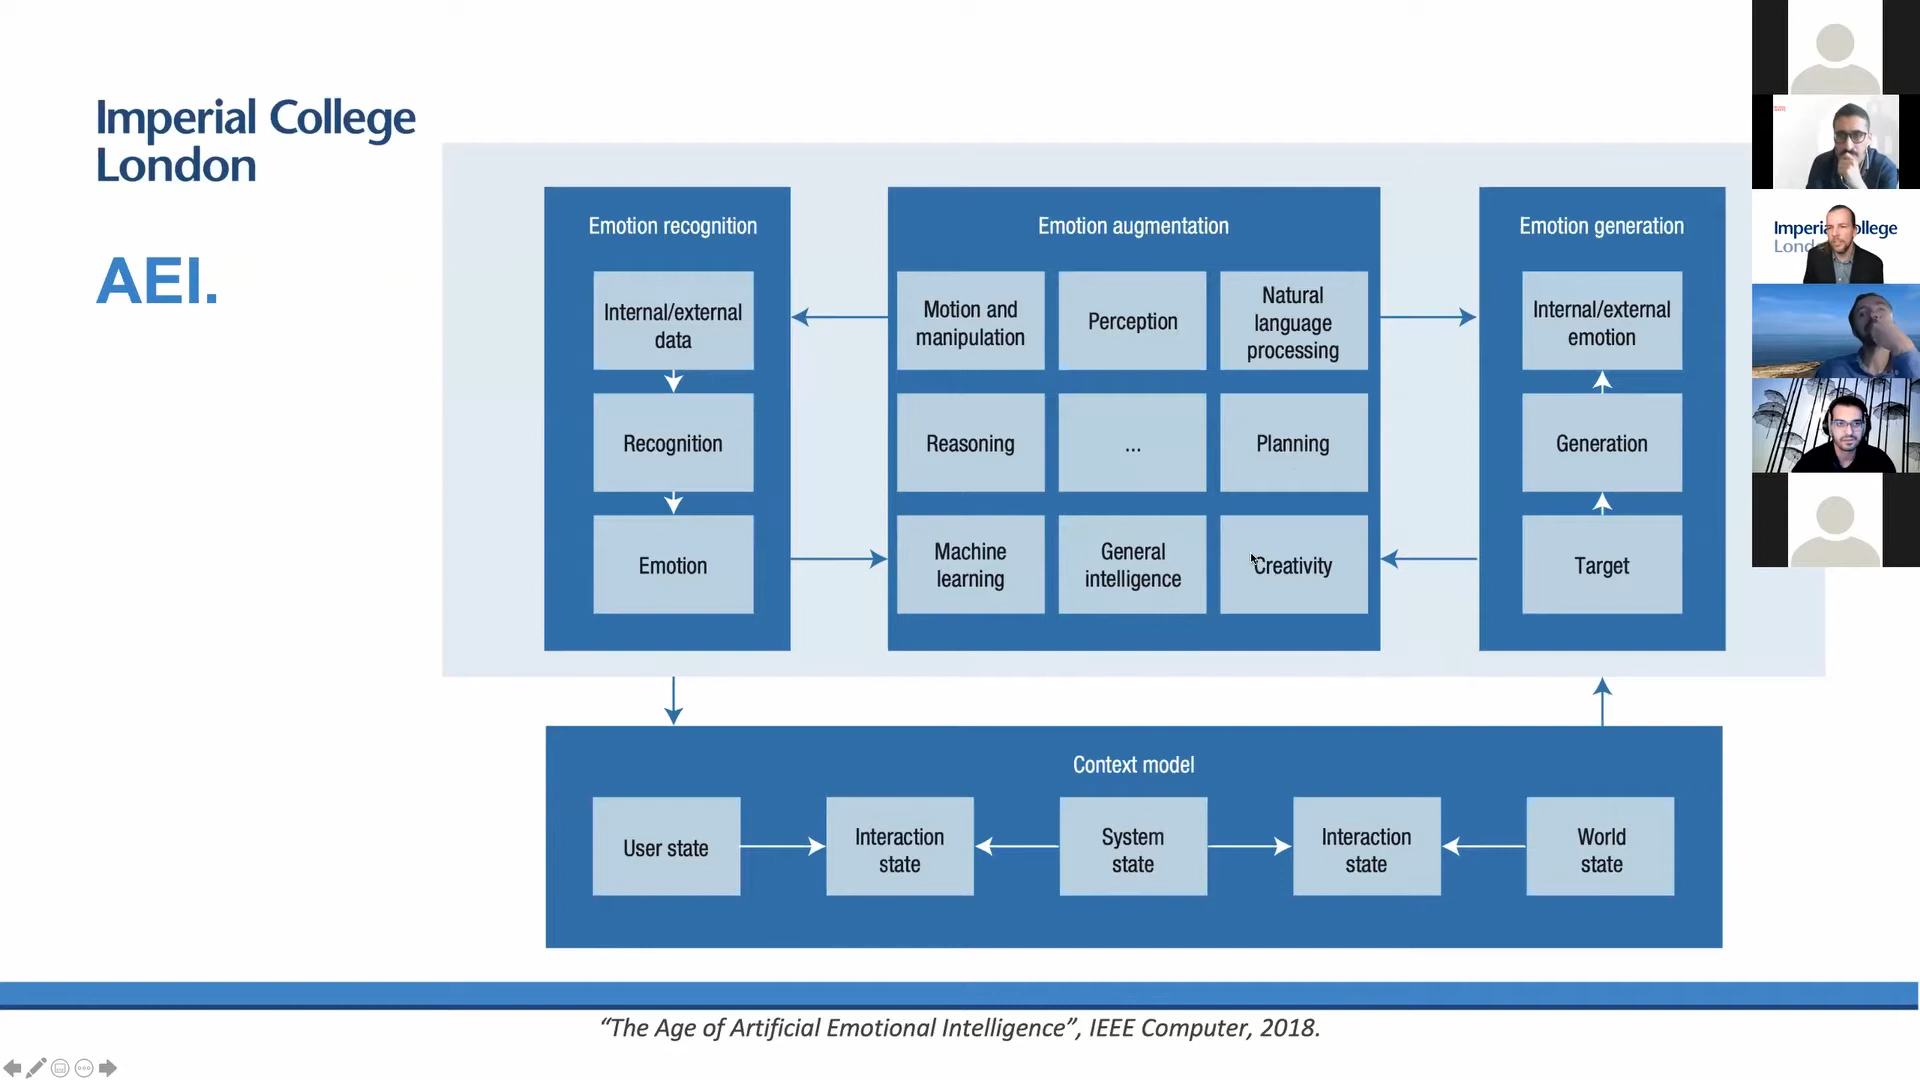 Imperial College
London
AEI.
Emotion recognition
Internal/external
data
Recognition
Emotion
Emotion augmentation
Motion and
manipulation
Perception
Natural
language
processing
Reasoning
...
Planning
Machine
learning
General
intelligence
Creativity
Emotion generation
Internal/external
emotion
Generation
Target
Context model
User state
Interaction
state
System
state
Interaction
state
World
state
“The Age of Artificial Emotional Intelligence”, IEEE Computer, 2018.